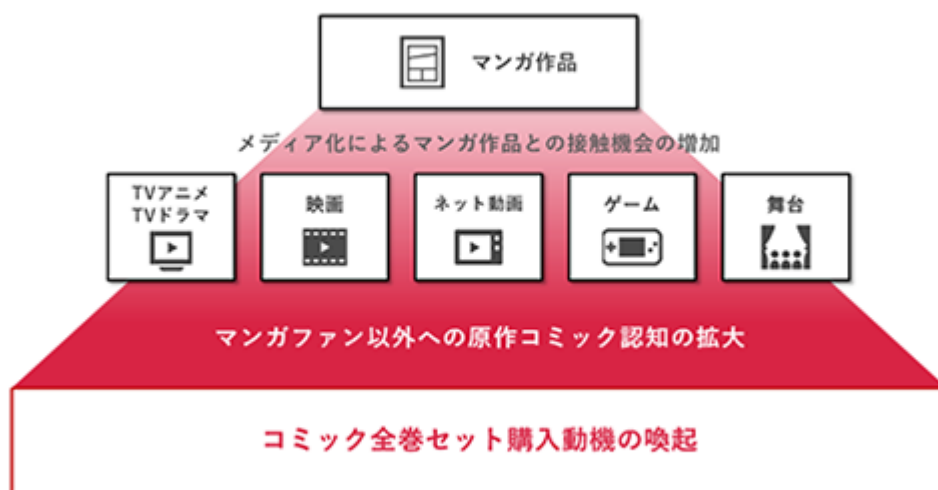 マンガ作品
メディア化によるマンガ作品との接触機会の増加
TVアニメ
TVドラマ
映画
ネット動画
ゲーム
舞台
マンガファン以外への原作コミック認知の拡大
コミック全巻セット購入動機の喚起